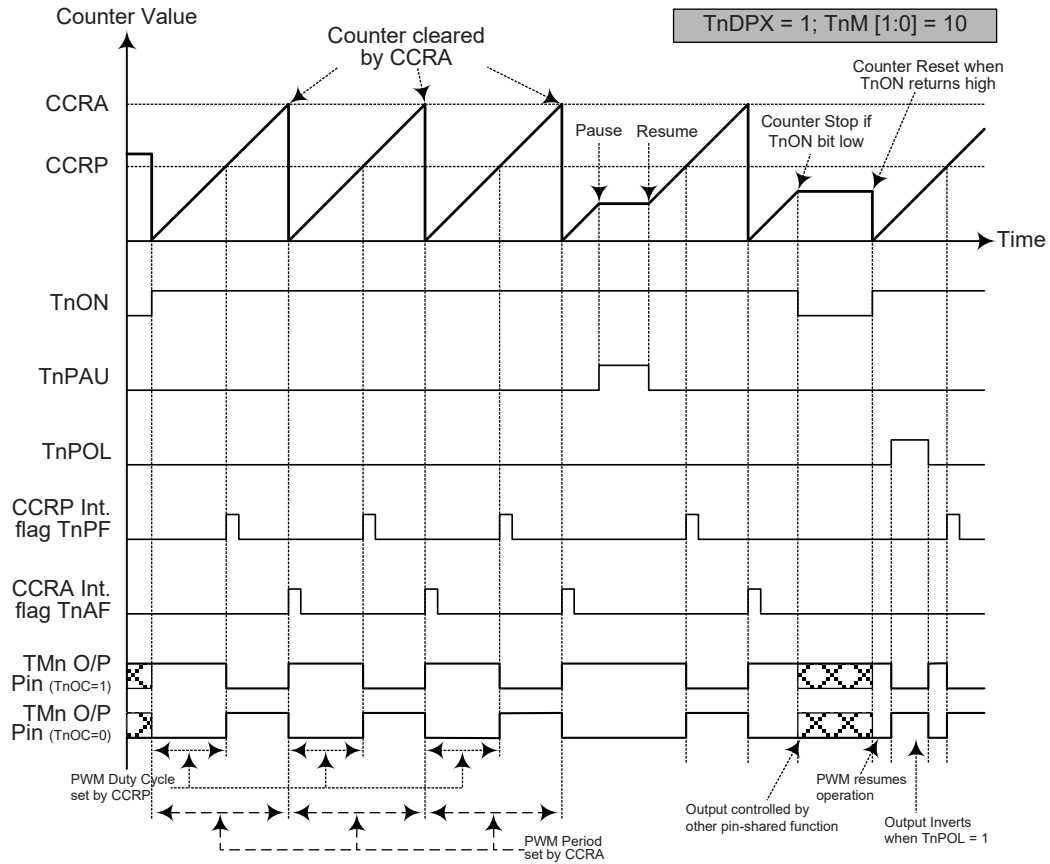 Counter Value
TnDPX = 1; TnM [1:0] = 10
Counter cleared
by CCRA
Counter Reset when
TnON returns high
CCRA
Pause
Resume
Counter Stop if
TnON bit low
CCRP
Time
TnON
TnPAU
TnPOL
CCRP Int.
flag TnPF
CCRA Int.
flag TnAF
TMn O/P
Pin (TnOC=1)
TMn O/P
Pin (TnOC=0)
PWM Duty Cycle
set by CCRP
PWM Period
set by CCRA
Output controlled by
other pin-shared function
PWM resumes
operation
Output Inverts
when TnPOL = 1